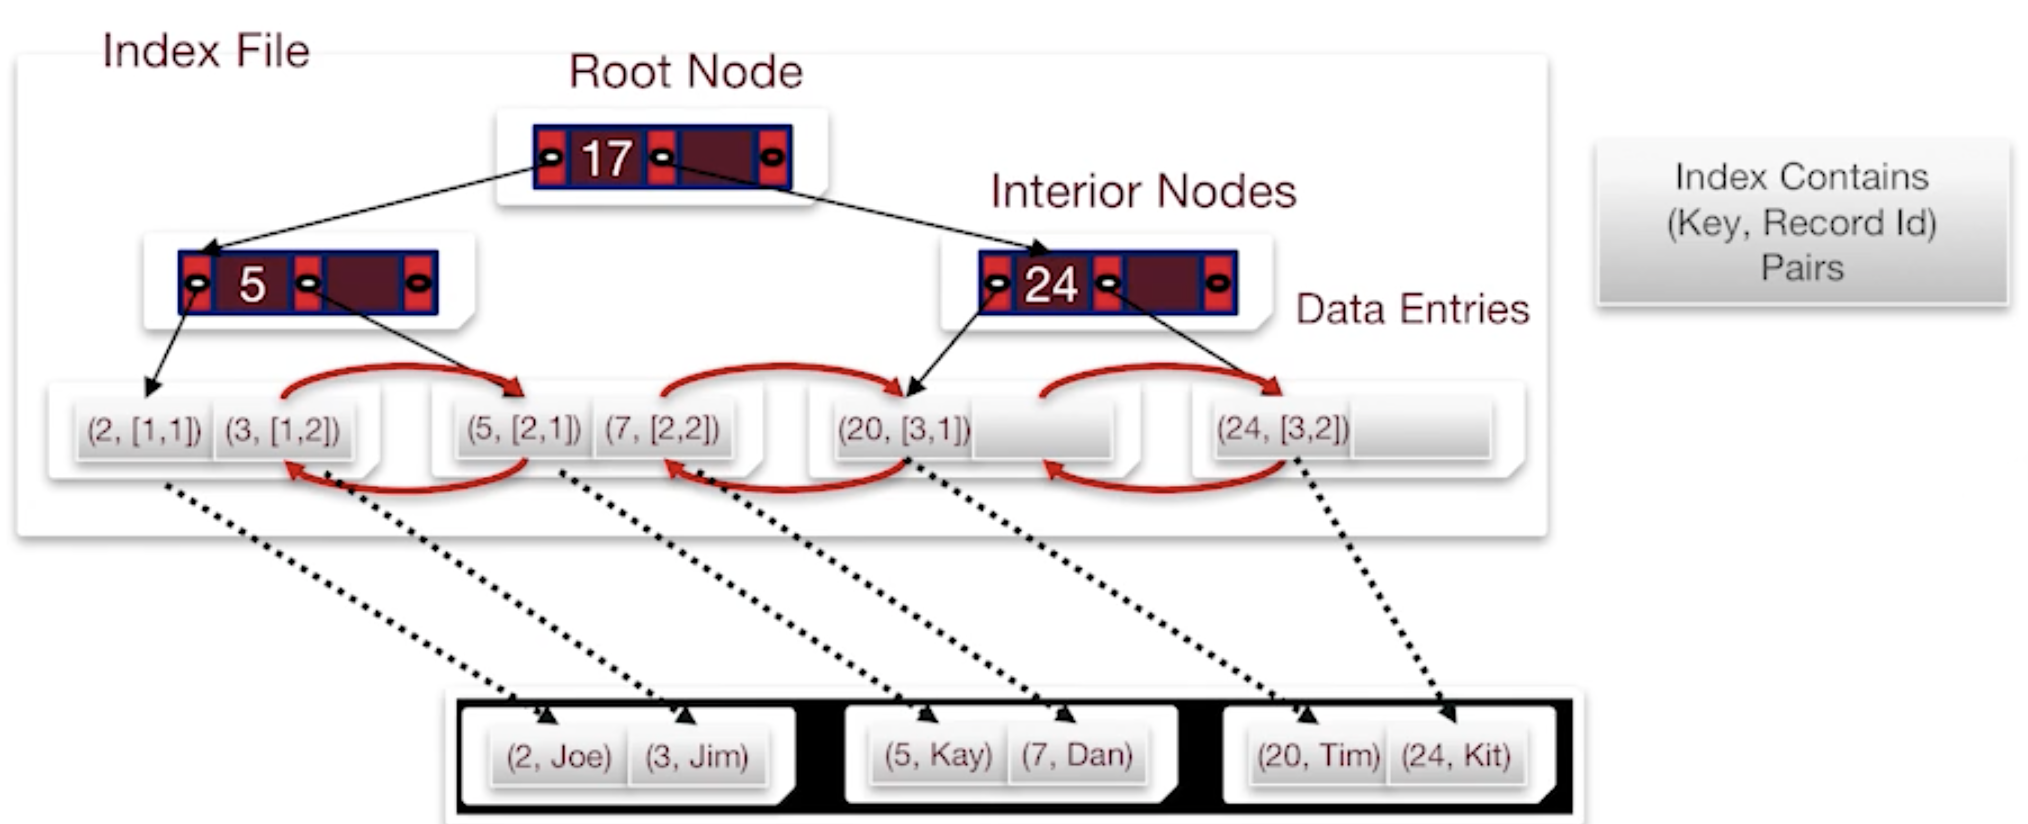 Index File
Root Node
17
Interior Nodes
Index Contains
(Key, Record Id)
Pairs
5
24
Data Entries
(2, [1,1]) (3, [1,2]) (5, [2,1]) (7, [2,2]) (20, [3,1]) (24, [3,2])
(2, Joe) (3, Jim) (5, Kay) (7, Dan) (20, Tim) (24, Kit)